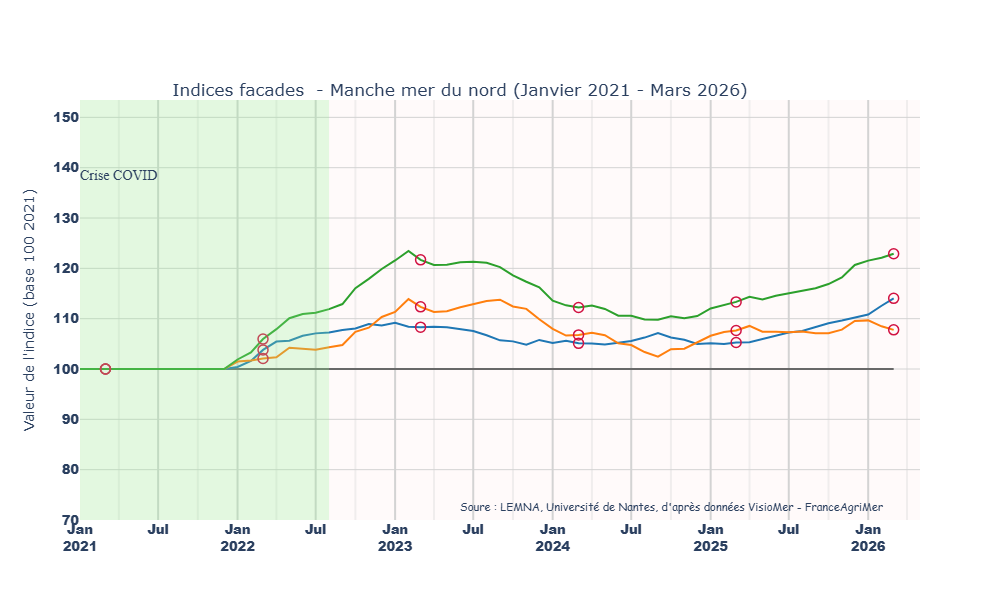 Indices facades  - Manche mer du nord (Janvier 2021 - Mars 2026)
Valeur de l'indice (base 100 2021)
150
140
130
120
110
100
90
80
70
Crise COVID
Soure : LEMNA, Université de Nantes, d'après données VisioMer - FranceAgriMer
Jan Jul Jan Jul Jan Jul Jan Jul Jan Jul Jan
2021 2022 2023 2024 2025 2026